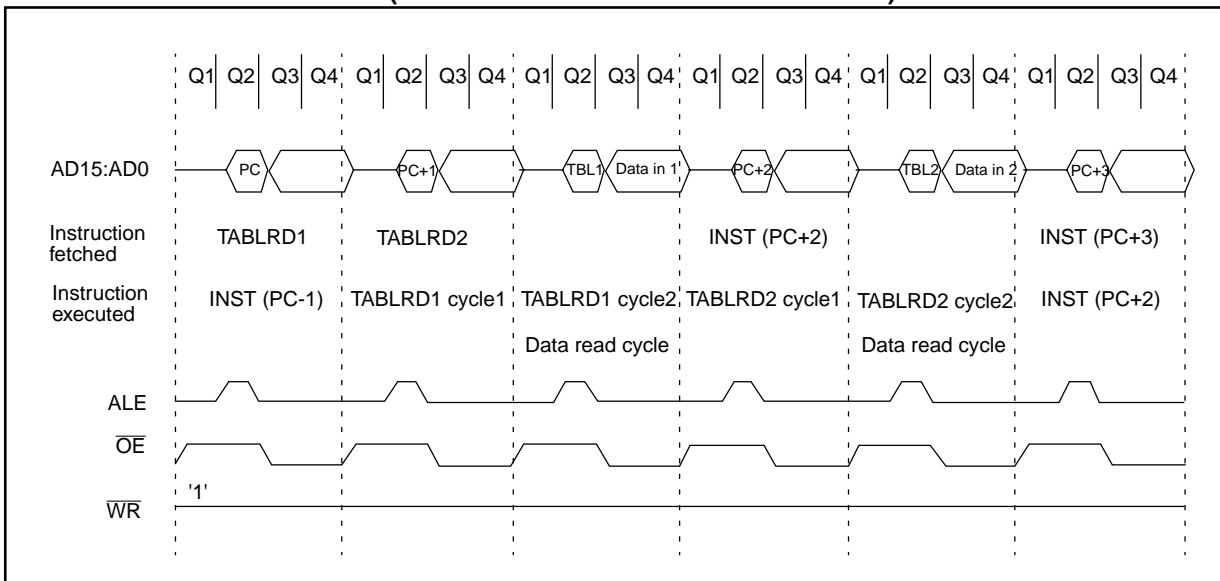 Q1 Q2 Q3 Q4 Q1 Q2 Q3 Q4 Q1 Q2 Q3 Q4 Q1 Q2 Q3 Q4 Q1 Q2 Q3 Q4 Q1 Q2 Q3 Q4
AD15:AD0 PC PC+1 TBL1 Data in 1 PC+2 TBL2 Data in 2 PC+3
Instruction
fetched
TABLRD1 TABLRD2 INST (PC+2) INST (PC+3)
Instruction
executed
INST (PC-1) TABLRD1 cycle1 TABLRD1 cycle2 TABLRD2 cycle1 TABLRD2 cycle2 INST (PC+2)
Data read cycle Data read cycle
ALE
OE
'1'
WR